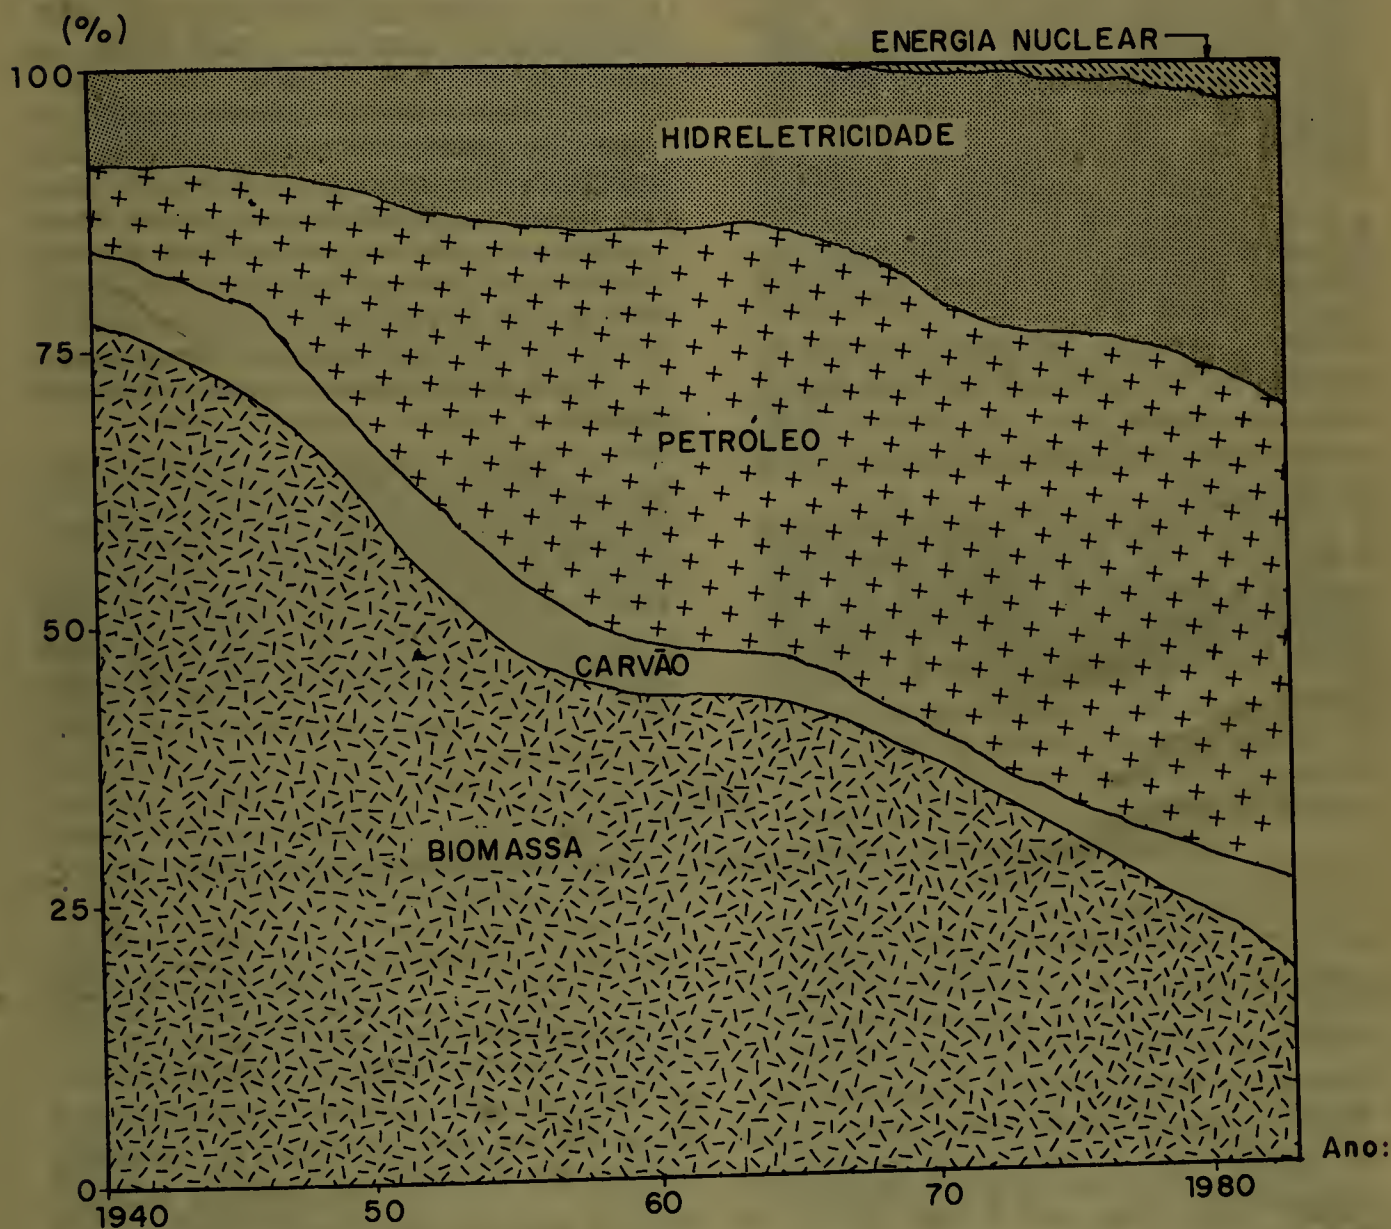 (%)
ENERGIA NUCLEAR
100
HIDRELETRICIDADE
75
PETRÓLEO
50
CARVÃO
BIOMASSA
25
0
1940 50 60 70 1980
Ano: